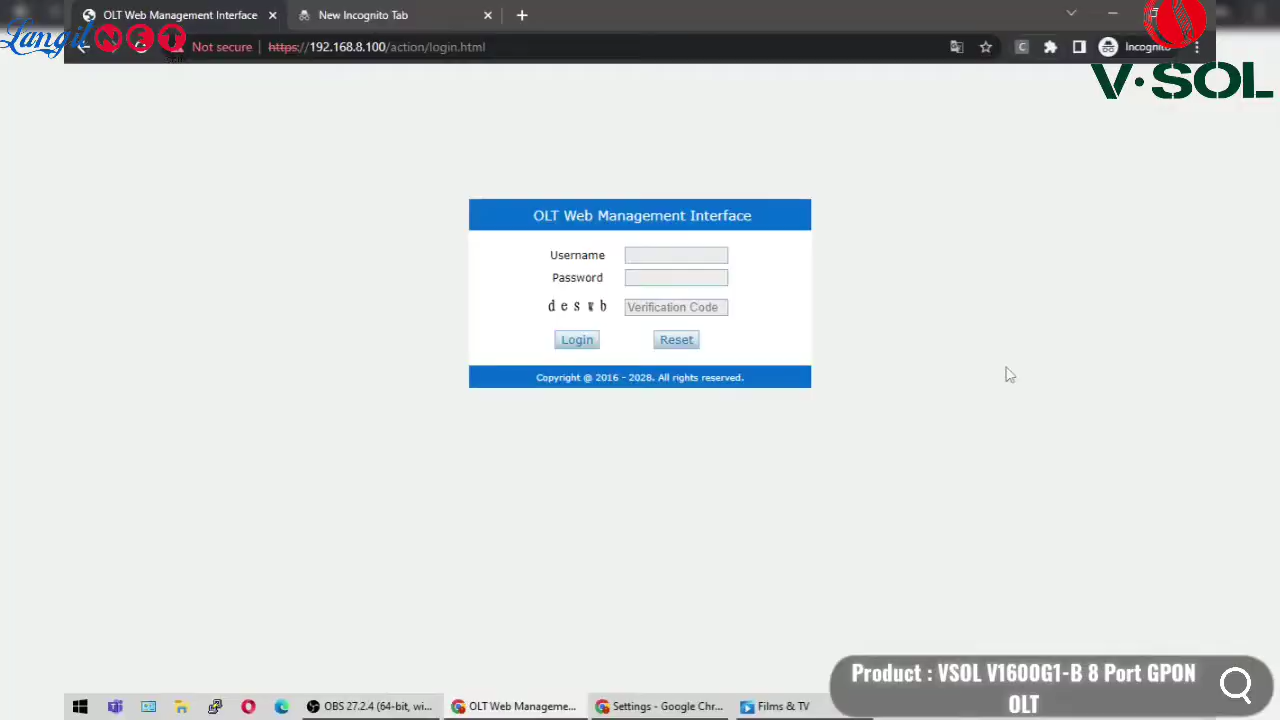 OLT Web Management Interface
New Incognito Tab
LangitNET
Not secure
https://192.168.8.100/action/login.html
Incognito
V·SOL
OLT Web Management Interface
Username
Password
Verification Code
Login
Reset
Copyright @ 2016 - 2028. All rights reserved.
Product : VSOL V1600G1-B 8 Port GPON
OLT
OBS 27.2.4 (64-bit, wi...
OLT Web Manageme...
Settings - Google Chr...
Films & TV